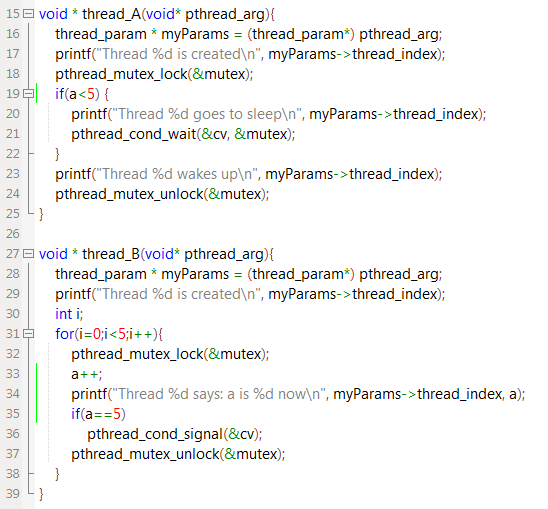 15 void * thread_A(void* pthread_arg){
16 thread_param * myParams = (thread_param*) pthread_arg;
17 printf("Thread %d is created\n", myParams->thread_index);
18 pthread_mutex_lock(&mutex);
19 if(a<5) {
20 printf("Thread %d goes to sleep\n", myParams->thread_index);
21 pthread_cond_wait(&cv, &mutex);
22 }
23 printf("Thread %d wakes up\n", myParams->thread_index);
24 pthread_mutex_unlock(&mutex);
25 }
26
27 void * thread_B(void* pthread_arg){
28 thread_param * myParams = (thread_param*) pthread_arg;
29 printf("Thread %d is created\n", myParams->thread_index);
30 int i;
31 for(i=0;i<5;i++){
32 pthread_mutex_lock(&mutex);
33 a++;
34 printf("Thread %d says: a is %d now\n", myParams->thread_index, a);
35 if(a==5)
36 pthread_cond_signal(&cv);
37 pthread_mutex_unlock(&mutex);
38 }
39 }